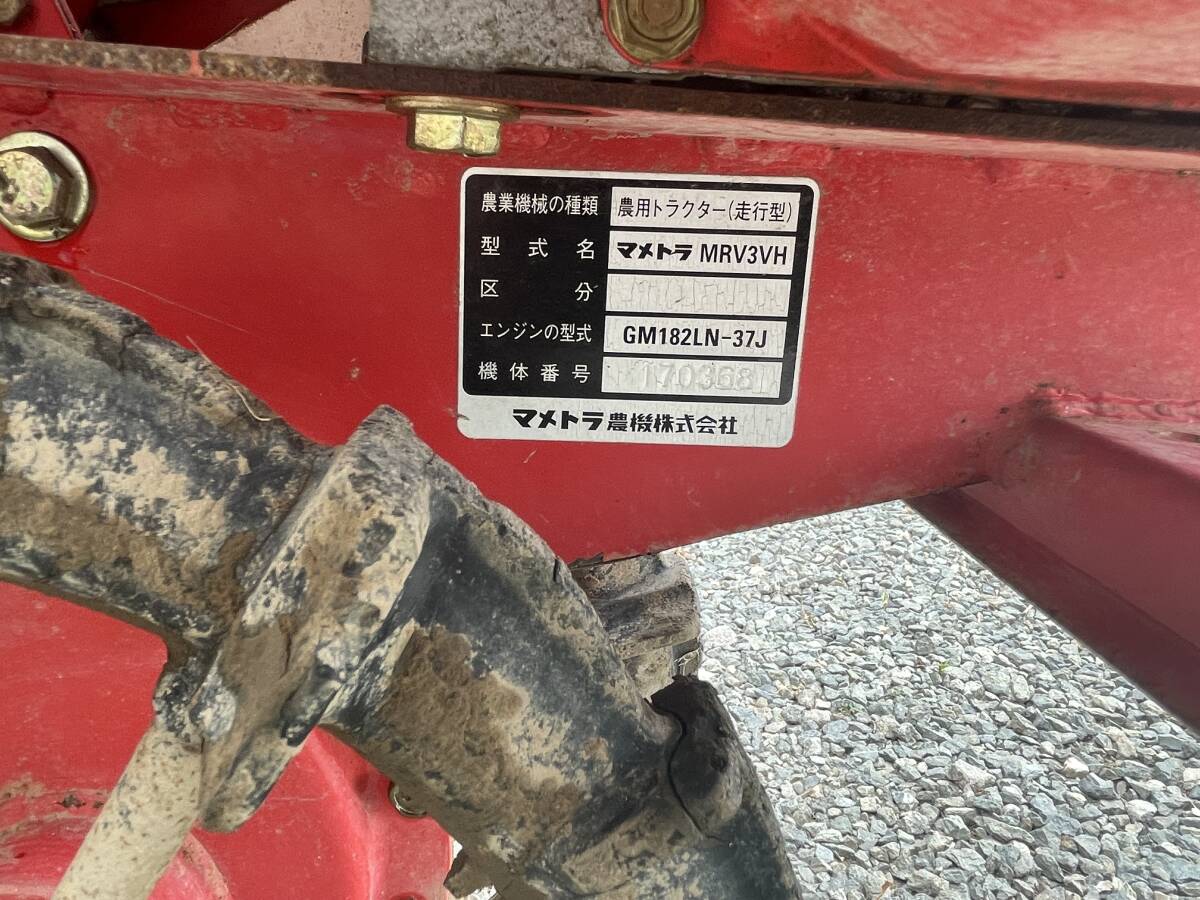 農業機械の種類 農用トラクター(走行型)
型式名 マメトラ MRV3VH
区分
エンジンの型式 GM182LN-37J
機体番号 170368
マメトラ農機株式会社